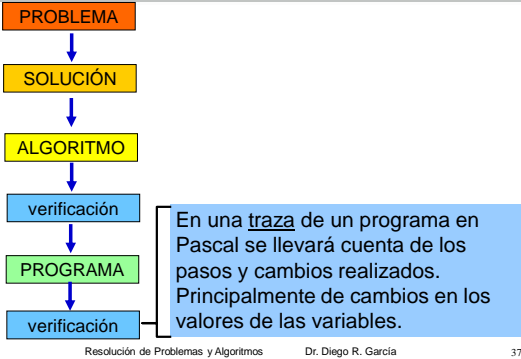 PROBLEMA
SOLUCIÓN
ALGORITMO
verificación
PROGRAMA
verificación
En una traza de un programa en
Pascal se llevará cuenta de los
pasos y cambios realizados.
Principalmente de cambios en los
valores de las variables.
Resolución de Problemas y Algoritmos Dr. Diego R. García 37